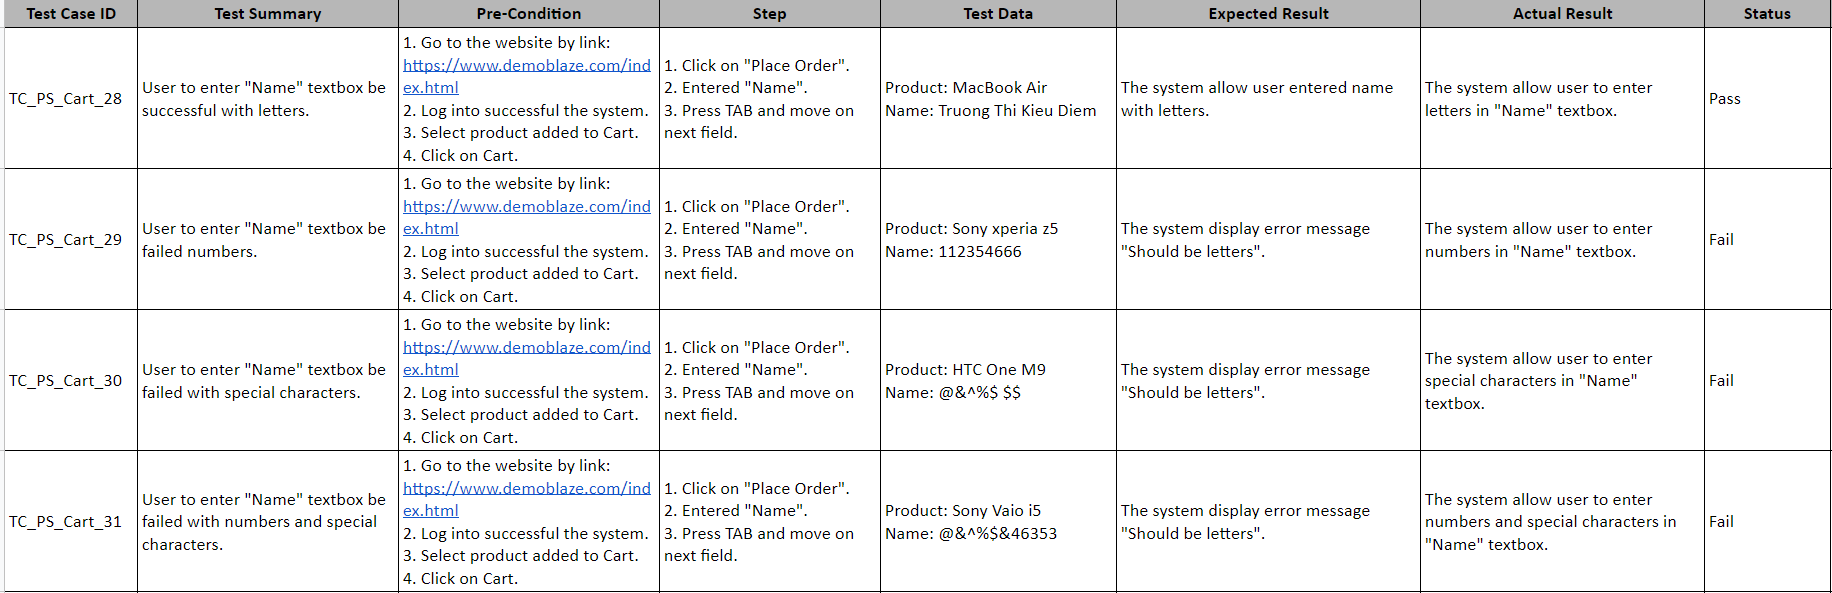 Test Case ID
Test Summary
Pre-Condition
Step
Test Data
Expected Result
Actual Result
Status
TC_PS_Cart_28
User to enter "Name" textbox be
successful with letters.
1. Go to the website by link:
https://www.demoblaze.com/ind
ex.html
2. Log into successful the system.
3. Select product added to Cart.
4. Click on Cart.
1. Click on "Place Order".
2. Entered "Name".
3. Press TAB and move on
next field.
Product: MacBook Air
Name: Truong Thi Kieu Diem
The system allow user entered name
with letters.
The system allow user to enter
letters in "Name" textbox.
Pass
TC_PS_Cart_29
User to enter "Name" textbox be
failed numbers.
1. Go to the website by link:
https://www.demoblaze.com/ind
ex.html
2. Log into successful the system.
3. Select product added to Cart.
4. Click on Cart.
1. Click on "Place Order".
2. Entered "Name".
3. Press TAB and move on
next field.
Product: Sony xperia z5
Name: 112354666
The system display error message
"Should be letters".
The system allow user to enter
numbers in "Name" textbox.
Fail
TC_PS_Cart_30
User to enter "Name" textbox be
failed with special characters.
1. Go to the website by link:
https://www.demoblaze.com/ind
ex.html
2. Log into successful the system.
3. Select product added to Cart.
4. Click on Cart.
1. Click on "Place Order".
2. Entered "Name".
3. Press TAB and move on
next field.
Product: HTC One M9
Name: @&^%$ $$
The system display error message
"Should be letters".
The system allow user to enter
special characters in "Name"
textbox.
Fail
TC_PS_Cart_31
User to enter "Name" textbox be
failed with numbers and special
characters.
1. Go to the website by link:
https://www.demoblaze.com/ind
ex.html
2. Log into successful the system.
3. Select product added to Cart.
4. Click on Cart.
1. Click on "Place Order".
2. Entered "Name".
3. Press TAB and move on
next field.
Product: Sony Vaio i5
Name: @&^%$&46353
The system display error message
"Should be letters".
The system allow user to enter
numbers and special characters in
"Name" textbox.
Fail